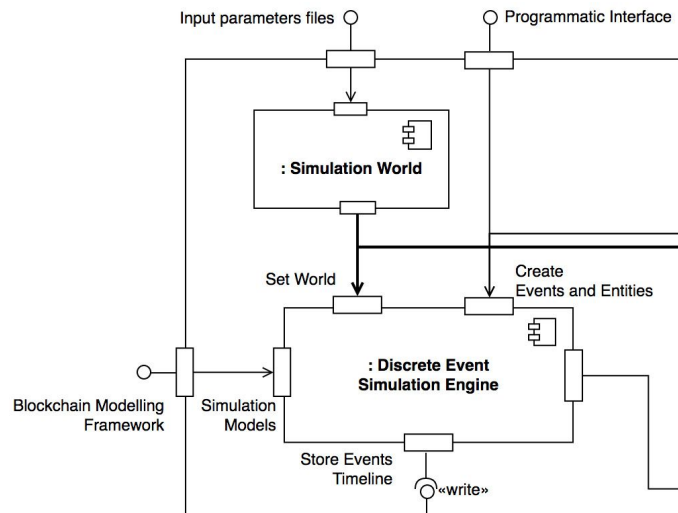 Input parameters files
Programmatic Interface
: Simulation World
Set World
Create
Events and Entities
: Discrete Event
Simulation Engine
Blockchain Modelling
Framework
Simulation
Models
Store Events
Timeline
«write»